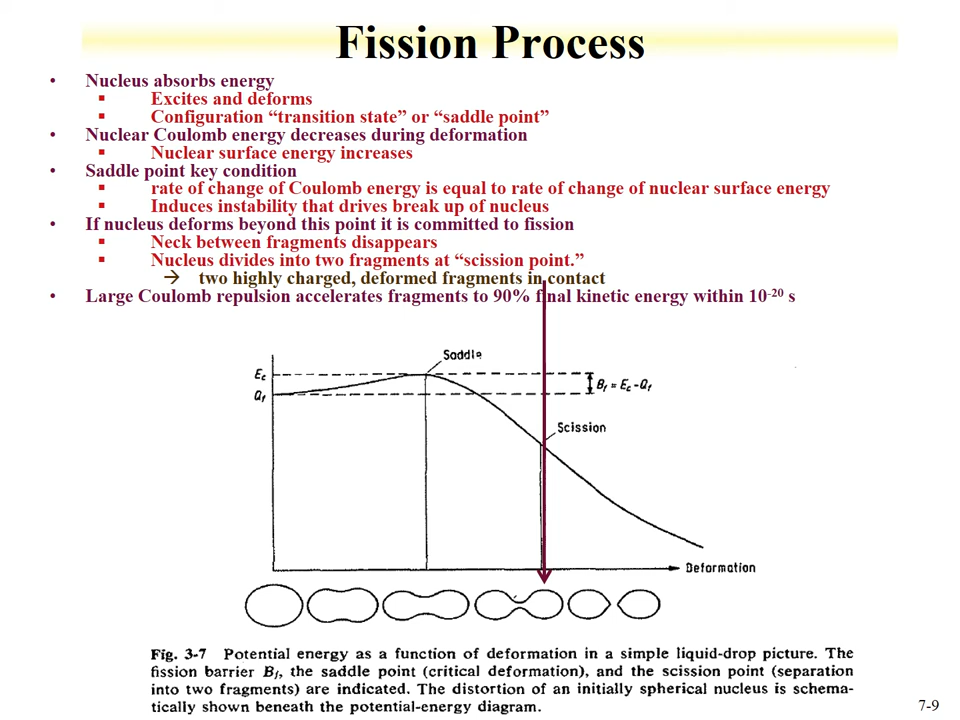 Fission Process
• Nucleus absorbs energy
▪ Excites and deforms
▪ Configuration “transition state” or “saddle point”
• Nuclear Coulomb energy decreases during deformation
▪ Nuclear surface energy increases
• Saddle point key condition
▪ rate of change of Coulomb energy is equal to rate of change of nuclear surface energy
▪ Induces instability that drives break up of nucleus
• If nucleus deforms beyond this point it is committed to fission
▪ Neck between fragments disappears
▪ Nucleus divides into two fragments at “scission point.”
→ two highly charged, deformed fragments in contact
• Large Coulomb repulsion accelerates fragments to 90% final kinetic energy within 10⁻²⁰ s
Saddle
E_c
Q_f
B_f = E_c - Q_f
Scission
Deformation
Fig. 3-7 Potential energy as a function of deformation in a simple liquid-drop picture. The
fission barrier B_f, the saddle point (critical deformation), and the scission point (separation
into two fragments) are indicated. The distortion of an initially spherical nucleus is schema-
tically shown beneath the potential-energy diagram.
7-9